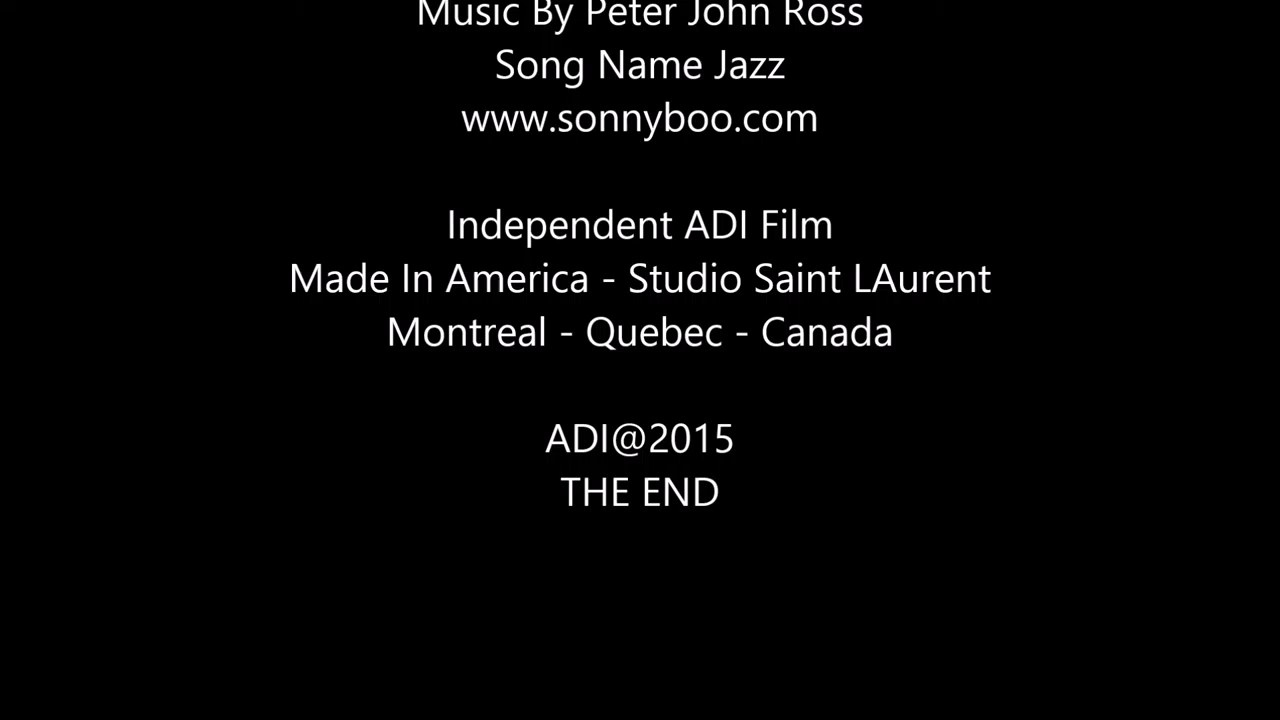 Music By Peter John Ross
Song Name Jazz
www.sonnyboo.com
Independent ADI Film
Made In America - Studio Saint LAurent
Montreal - Quebec - Canada
ADI@2015
THE END